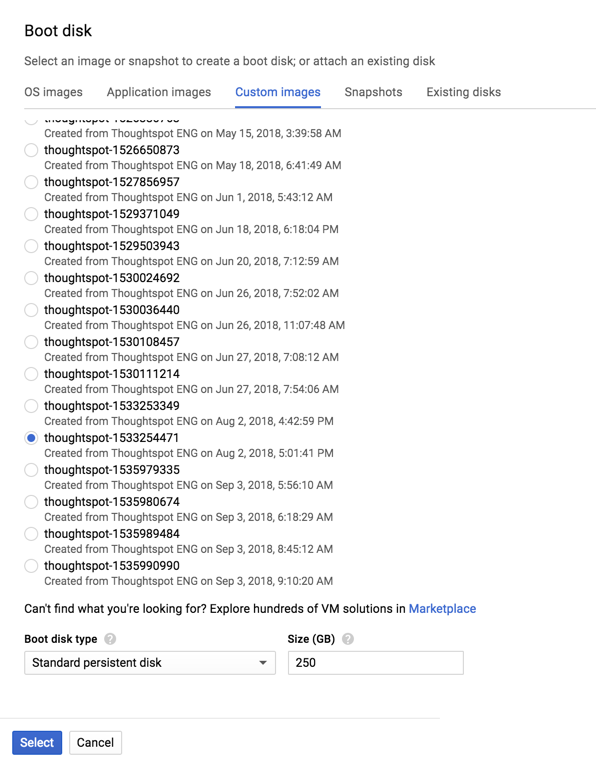 Boot disk
Select an image or snapshot to create a boot disk; or attach an existing disk
OS images Application images Custom images Snapshots Existing disks
Created from Thoughtspot ENG on May 15, 2018, 3:39:58 AM
thoughtspot-1526650873
Created from Thoughtspot ENG on May 18, 2018, 6:41:49 AM
thoughtspot-1527856957
Created from Thoughtspot ENG on Jun 1, 2018, 5:43:12 AM
thoughtspot-1529371049
Created from Thoughtspot ENG on Jun 18, 2018, 6:18:04 PM
thoughtspot-1529503943
Created from Thoughtspot ENG on Jun 20, 2018, 7:12:59 AM
thoughtspot-1530024692
Created from Thoughtspot ENG on Jun 26, 2018, 7:52:02 AM
thoughtspot-1530036440
Created from Thoughtspot ENG on Jun 26, 2018, 11:07:48 AM
thoughtspot-1530108457
Created from Thoughtspot ENG on Jun 27, 2018, 7:08:12 AM
thoughtspot-1530111214
Created from Thoughtspot ENG on Jun 27, 2018, 7:54:06 AM
thoughtspot-1533253349
Created from Thoughtspot ENG on Aug 2, 2018, 4:42:59 PM
thoughtspot-1533254471
Created from Thoughtspot ENG on Aug 2, 2018, 5:01:41 PM
thoughtspot-1535979335
Created from Thoughtspot ENG on Sep 3, 2018, 5:56:10 AM
thoughtspot-1535980674
Created from Thoughtspot ENG on Sep 3, 2018, 6:18:29 AM
thoughtspot-1535989484
Created from Thoughtspot ENG on Sep 3, 2018, 8:45:12 AM
thoughtspot-1535990990
Created from Thoughtspot ENG on Sep 3, 2018, 9:10:20 AM
Can't find what you're looking for? Explore hundreds of VM solutions in Marketplace
Boot disk type ? Size (GB) ?
Standard persistent disk 250
Select Cancel